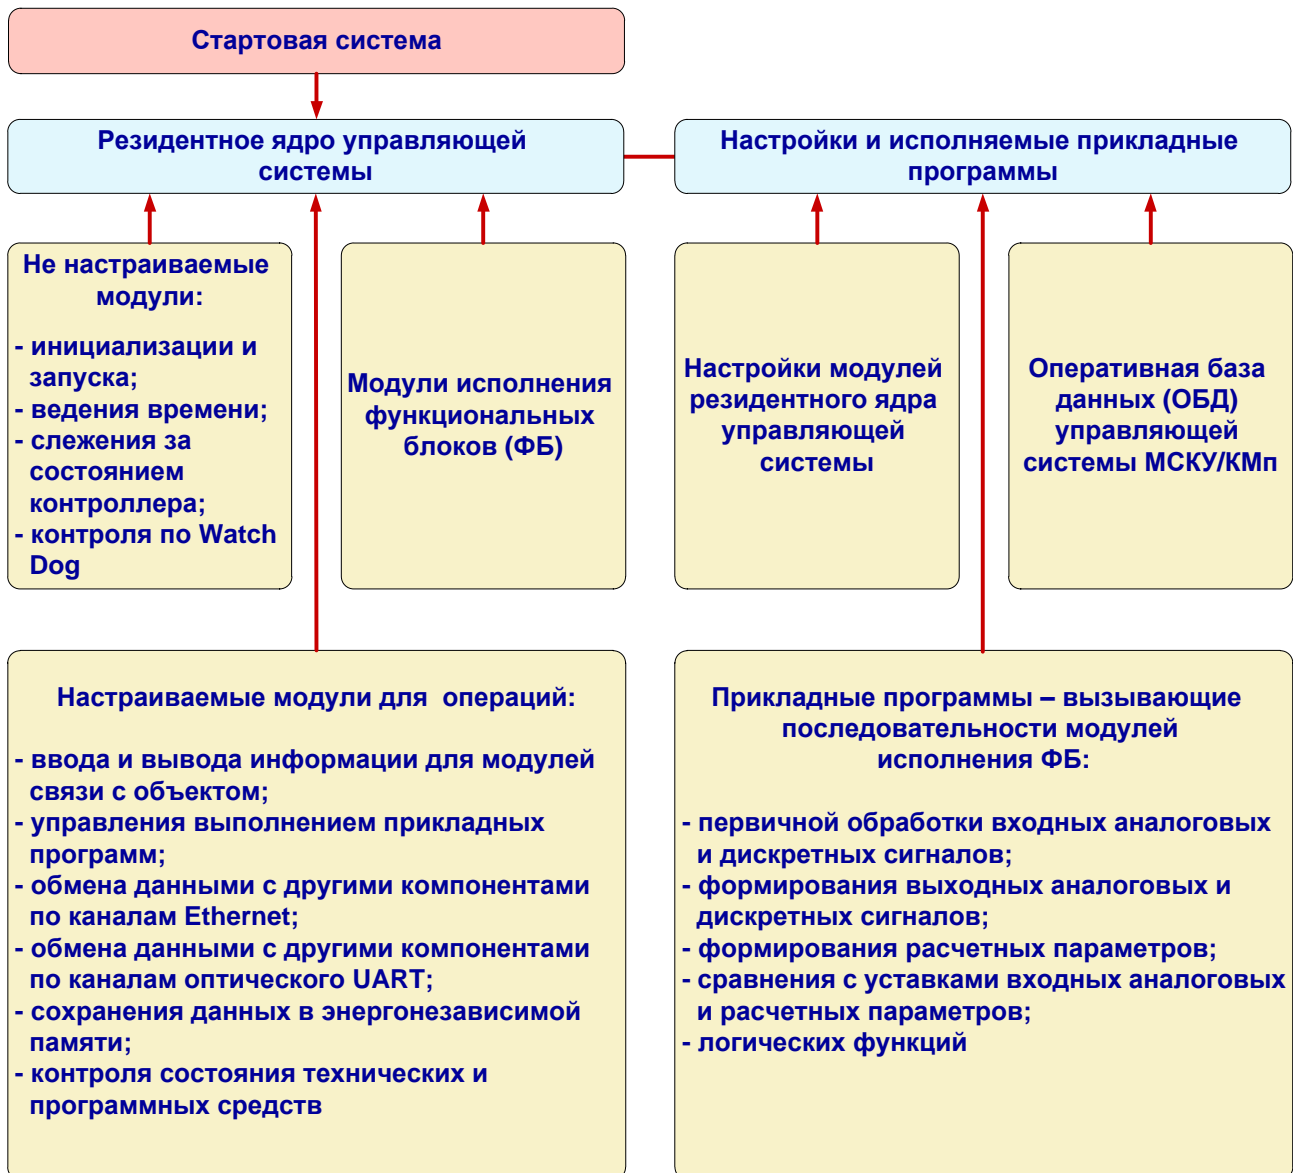 Стартовая система
Резидентное ядро управляющей
системы
Настройки и исполняемые прикладные
программы
Не настраиваемые
модули:
- инициализации и
запуска;
- ведения времени;
- слежения за
состоянием
контроллера;
- контроля по Watch
Dog
Модули исполнения
функциональных
блоков (ФБ)
Настройки модулей
резидентного ядра
управляющей
системы
Оперативная база
данных (ОБД)
управляющей
системы МСКУ/КМп
Настраиваемые модули для операций:
- ввода и вывода информации для модулей
связи с объектом;
- управления выполнением прикладных
программ;
- обмена данными с другими компонентами
по каналам Ethernet;
- обмена данными с другими компонентами
по каналам оптического UART;
- сохранения данных в энергонезависимой
памяти;
- контроля состояния технических и
программных средств
Прикладные программы – вызывающие
последовательности модулей
исполнения ФБ:
- первичной обработки входных аналоговых
и дискретных сигналов;
- формирования выходных аналоговых и
дискретных сигналов;
- формирования расчетных параметров;
- сравнения с уставками входных аналоговых
и расчетных параметров;
- логических функций